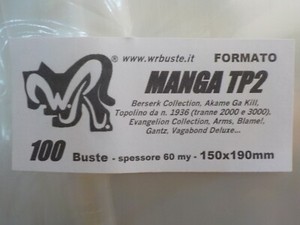 ® www.wrbuste.it FORMATO
WR
MANGA TP2
Berserk Collection, Akame Ga Kill,
Topolino da n. 1936 (tranne 2000 e 3000),
Evangelion Collection, Arms, Blame!,
Gantz, Vagabond Deluxe...
100 Buste - spessore 60 my - 150x190mm